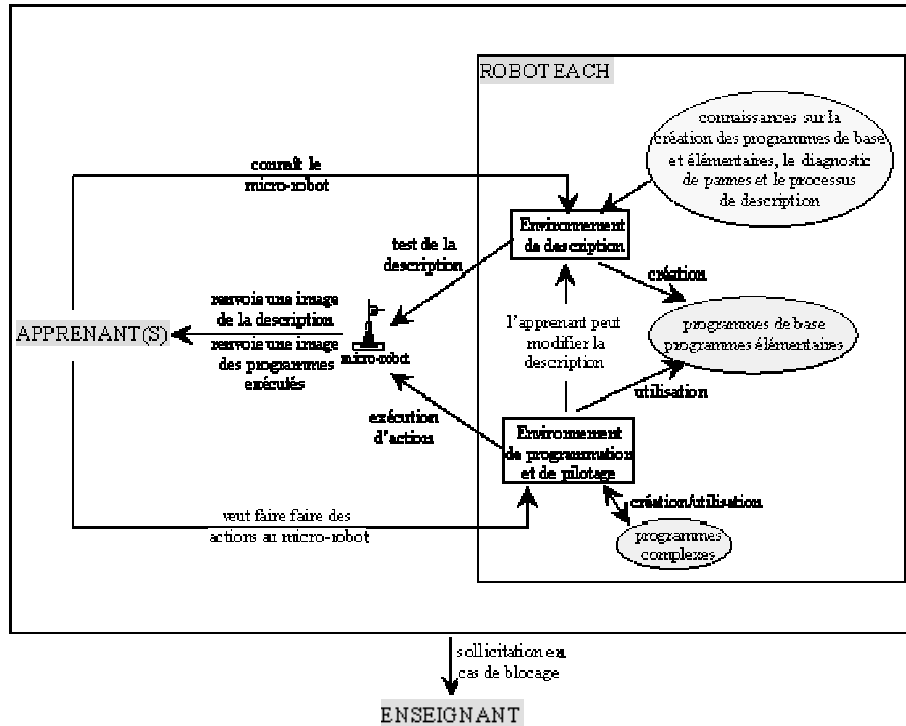 ROBOTEACH
connaissances sur la
création des programmes de base
et élémentaires, le diagnostic
de pannes et le processus
de description
connaît le
micro-robot
Environnement
de description
test de la
description
création
renvoie une image
de la description
APPRENANT(S)
renvoie une image
des programmes
exécutés
micro-robot
l'apprenant peut
modifier la
description
programmes de base
programmes élémentaires
utilisation
exécution
d'actions
Environnement
de programmation
et de pilotage
création/utilisation
veut faire faire des
actions au micro-robot
programmes
complexes
sollicitation en
cas de blocage
ENSEIGNANT